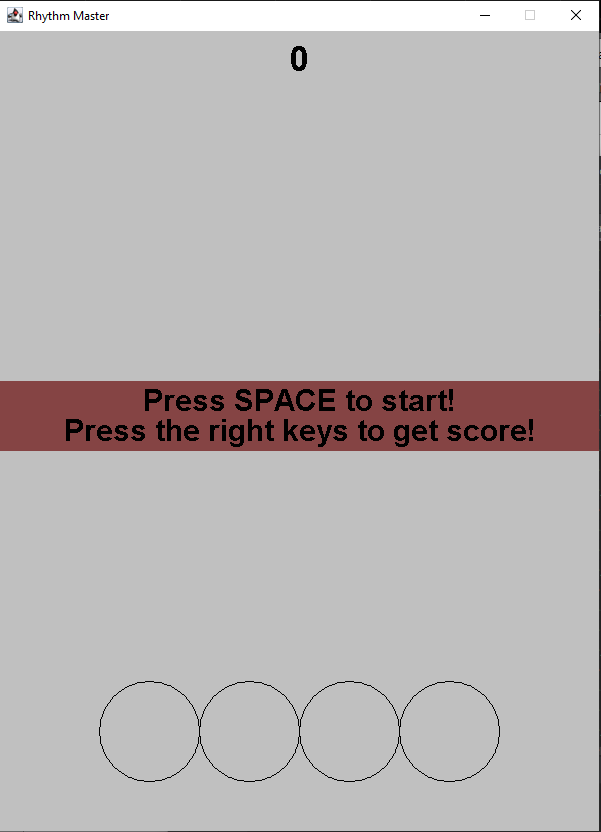 Rhythm Master
0
Press SPACE to start!
Press the right keys to get score!